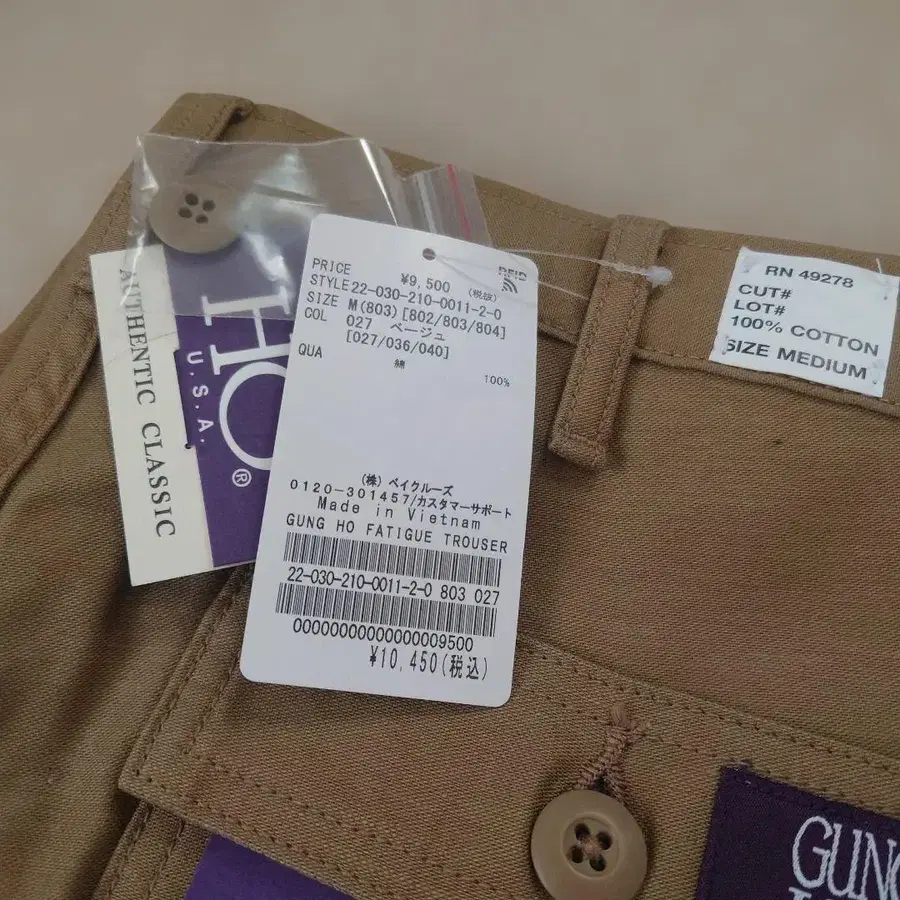 AUTHENTIC CLASSIC
HO
U.S.A.
®
RFID
PRICE ¥9,500 (税抜)
STYLE 22-030-210-0011-2-0
SIZE M(803)[802/803/804]
COL 027 ベージュ
[027/036/040]
QUA 綿 100%
(株)ベイクルーズ
0120-301457/カスタマーサポート
Made in Vietnam
GUNG HO FATIGUE TROUSER
22-030-210-0011-2-0 803 027
00000000000000009500
¥10,450(税込)
RN 49278
CUT#
LOT#
100% COTTON
SIZE MEDIUM
GUNG